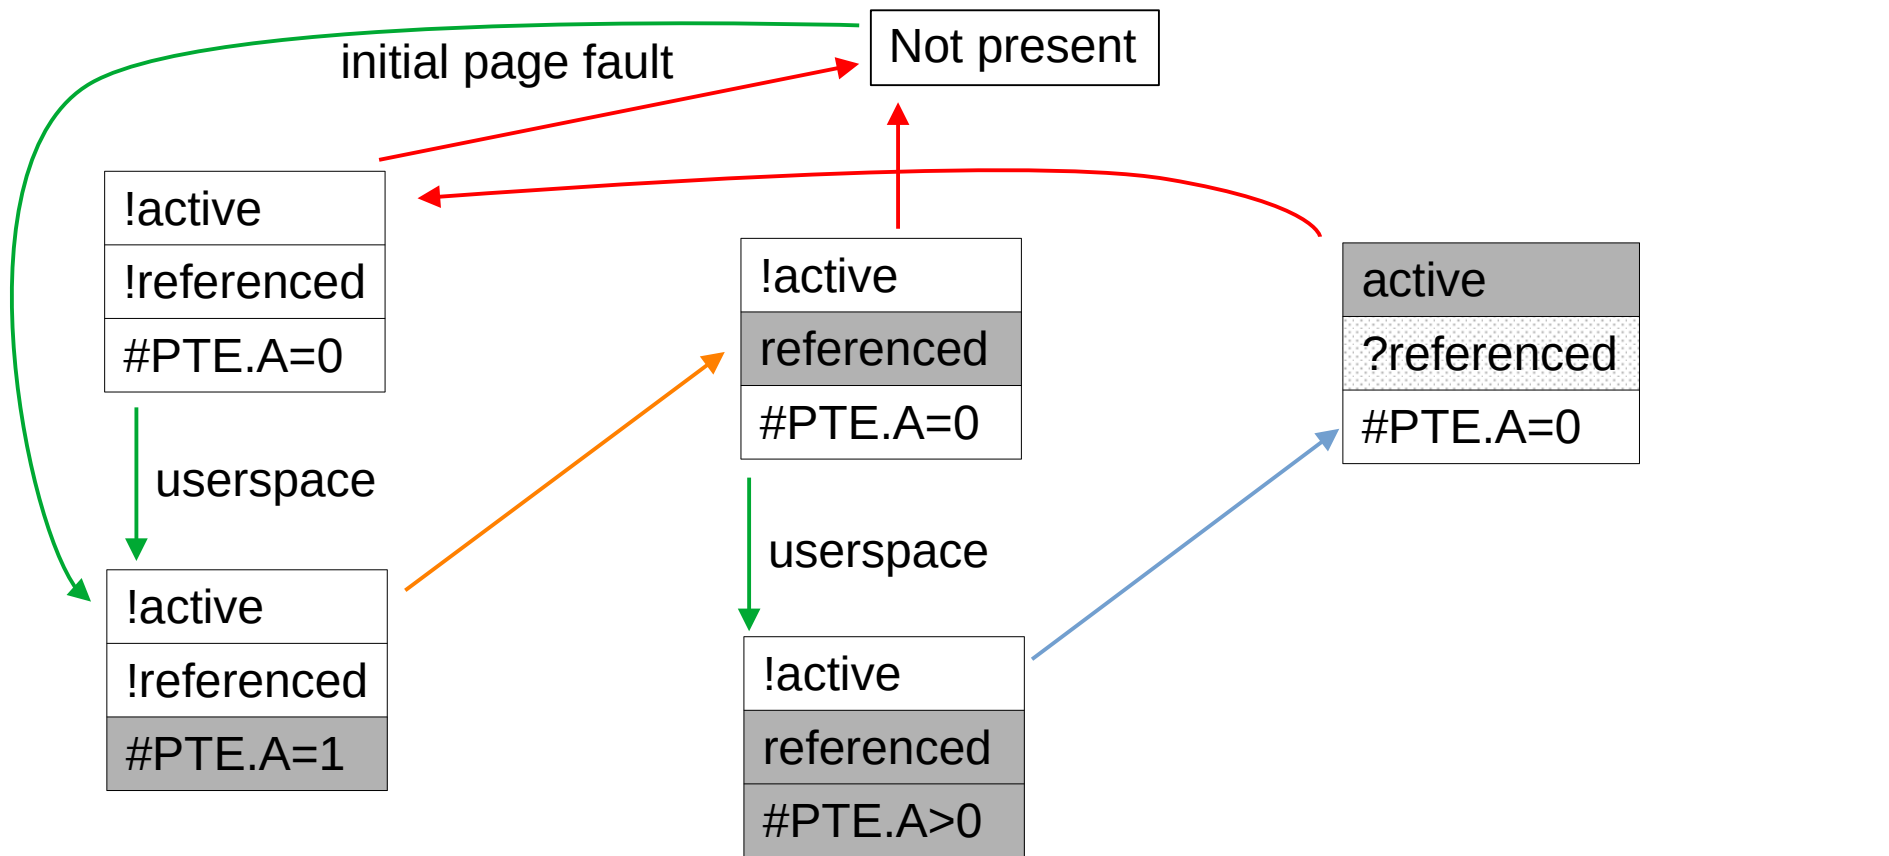 Not present
initial page fault
!active
!referenced
#PTE.A=0
!active
referenced
#PTE.A=0
active
?referenced
#PTE.A=0
userspace
userspace
!active
!referenced
#PTE.A=1
!active
referenced
#PTE.A>0